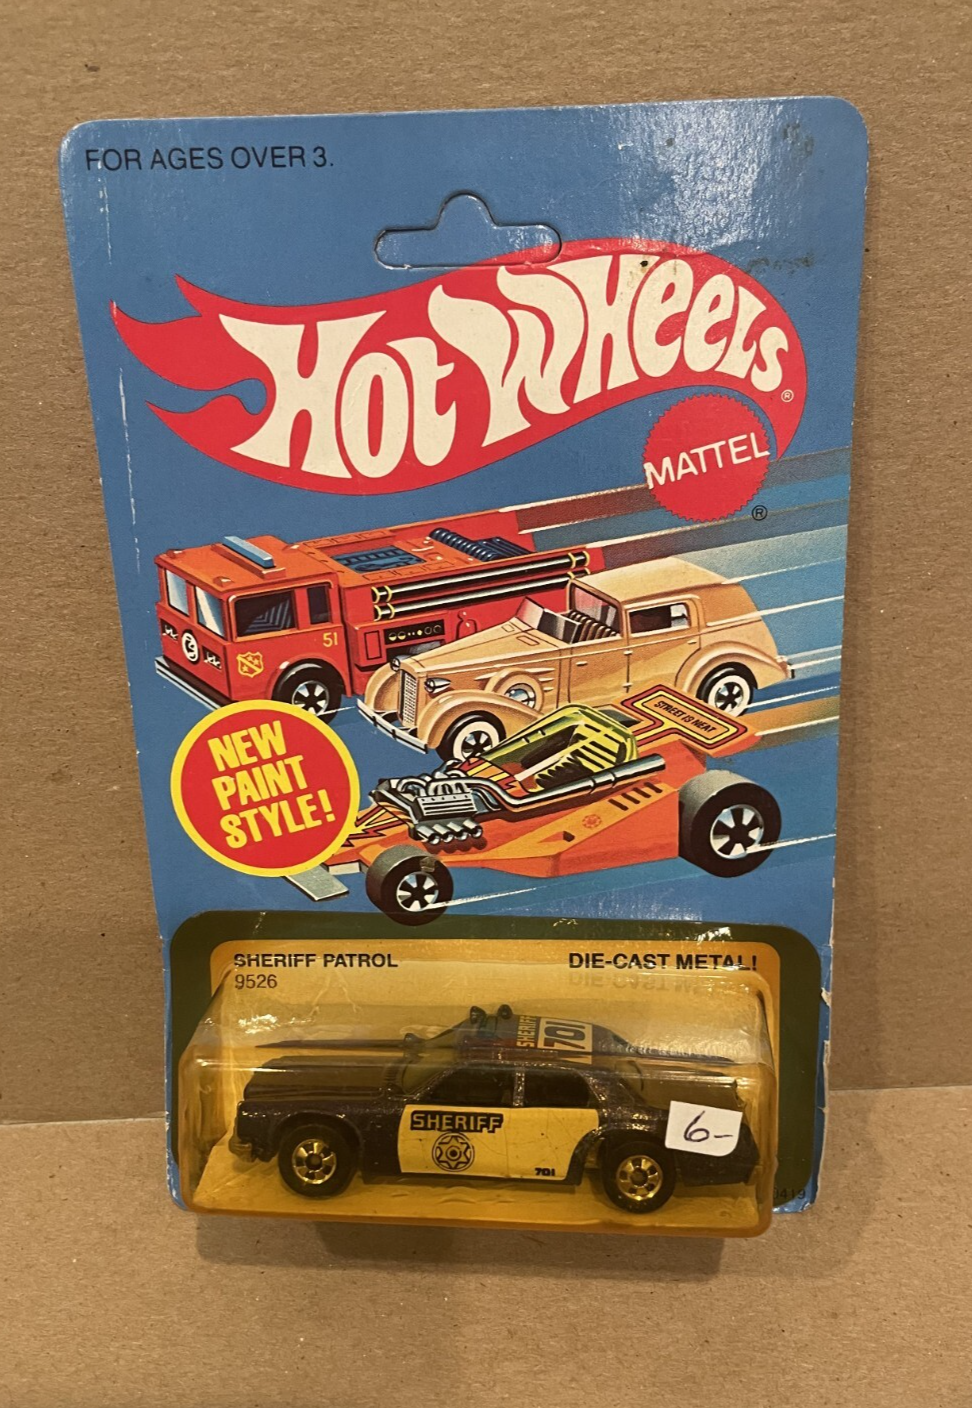 FOR AGES OVER 3.
HOT WHEELS®
MATTEL
®
51
STREET IS NEAT
NEW
PAINT
STYLE!
SHERIFF PATROL
9526
DIE-CAST METAL!
SHERIFF
701
SHERIFF
701
6-